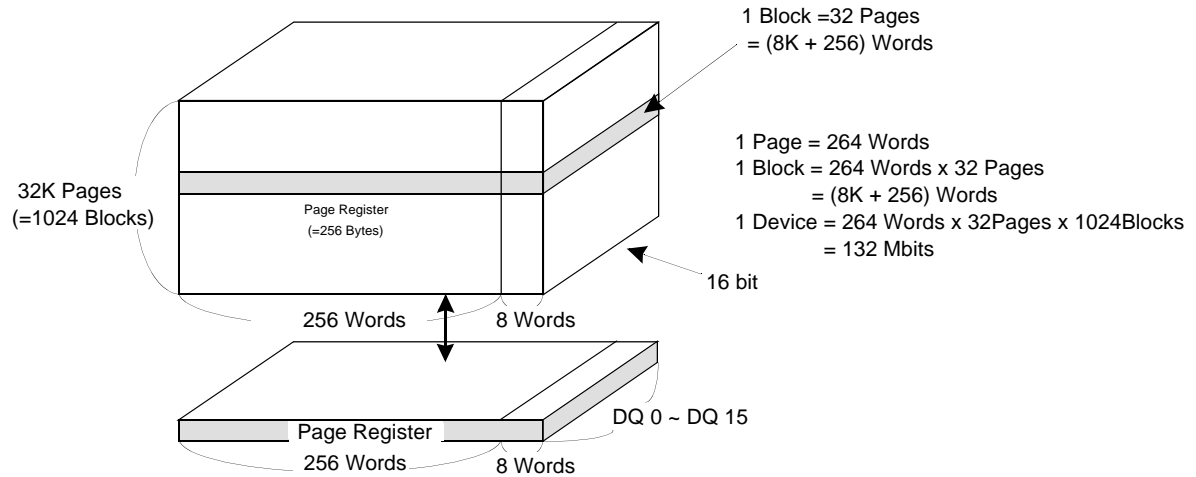 1 Block =32 Pages
= (8K + 256) Words
1 Page = 264 Words
1 Block = 264 Words x 32 Pages
= (8K + 256) Words
1 Device = 264 Words x 32Pages x 1024Blocks
= 132 Mbits
32K Pages
(=1024 Blocks)
Page Register
(=256 Bytes)
16 bit
256 Words
8 Words
DQ 0 ~ DQ 15
Page Register
256 Words
8 Words